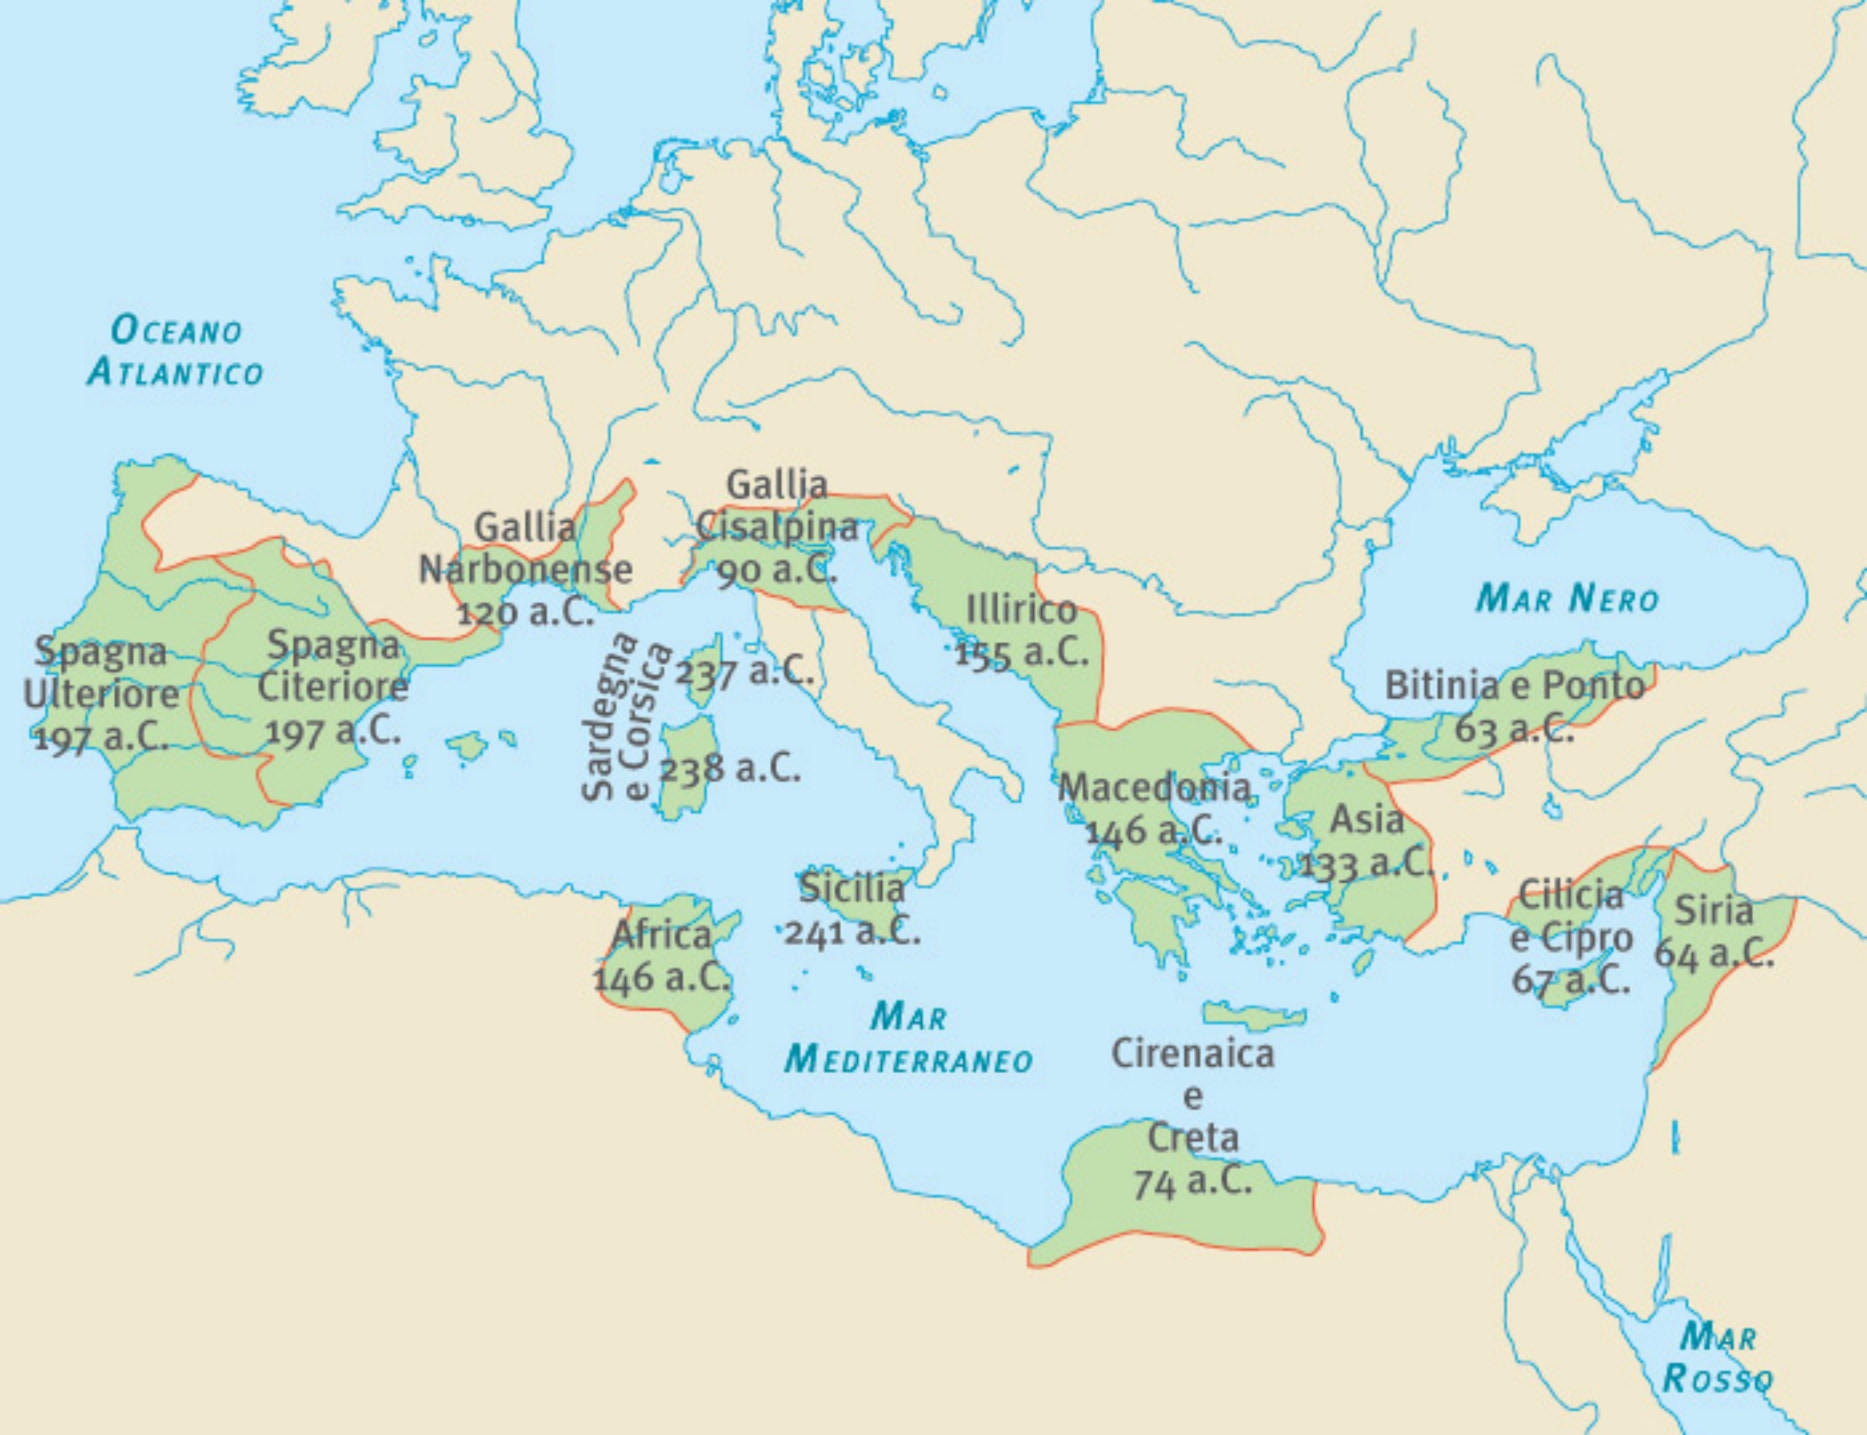 OCEANO
ATLANTICO
Gallia
Cisalpina
90 a.C.
Gallia
Narbonense
120 a.C.
MAR NERO
Illirico
155 a.C.
Spagna
Ulteriore
197 a.C.
Spagna
Citeriore
197 a.C.
Sardegna
e Corsica
237 a.C.
238 a.C.
Bitinia e Ponto
63 a.C.
Macedonia
146 a.C.
Asia
133 a.C.
Sicilia
241 a.C.
Africa
146 a.C.
Cilicia
e Cipro
67 a.C.
Siria
64 a.C.
MAR
MEDITERRANEO
Cirenaica
e
Creta
74 a.C.
MAR
ROSSO